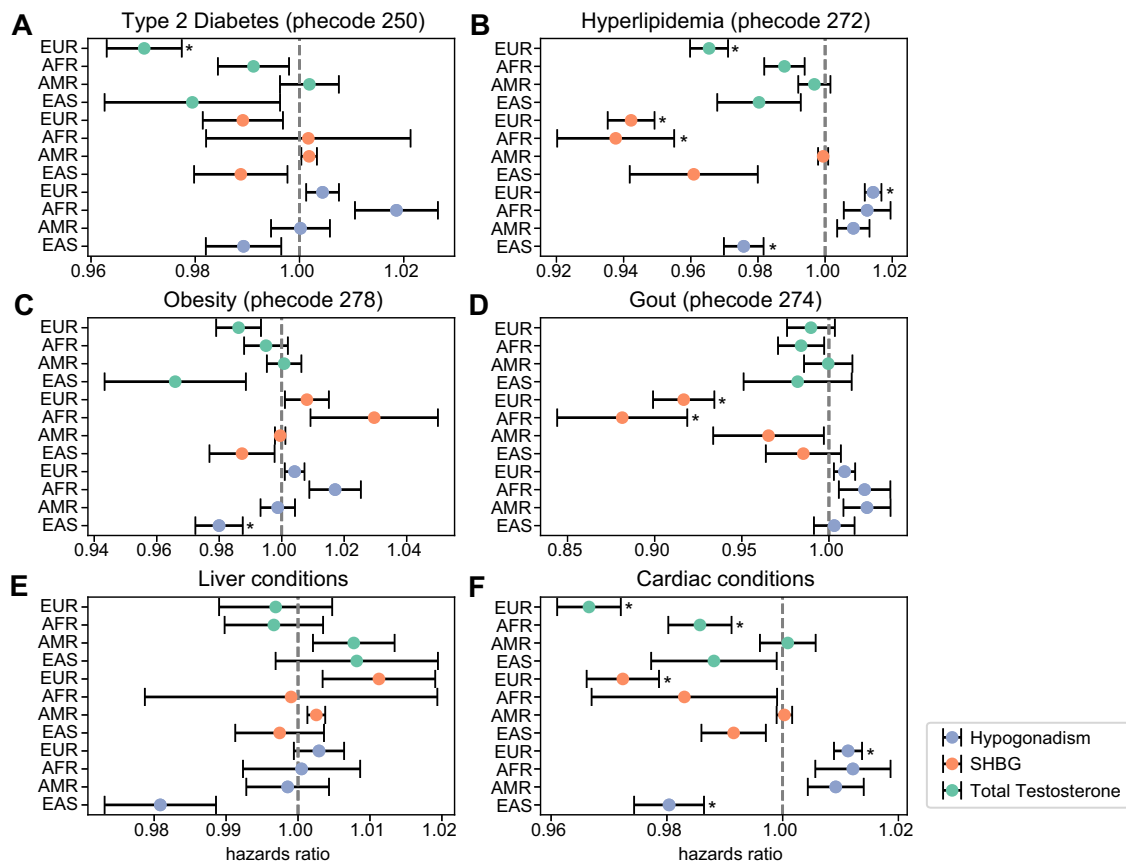 A
Type 2 Diabetes (phecode 250)
EUR
*
AFR
AMR
EAS
EUR
AFR
AMR
EAS
EUR
AFR
AMR
EAS
0.96 0.98 1.00 1.02
B
Hyperlipidemia (phecode 272)
EUR
*
AFR
AMR
EAS
EUR
*
AFR
*
AMR
EAS
EUR
*
AFR
AMR
EAS
*
0.92 0.94 0.96 0.98 1.00 1.02
C
Obesity (phecode 278)
EUR
AFR
AMR
EAS
EUR
AFR
AMR
EAS
EUR
AFR
AMR
EAS
*
0.94 0.96 0.98 1.00 1.02 1.04
D
Gout (phecode 274)
EUR
AFR
AMR
EAS
EUR
*
AFR
*
AMR
EAS
EUR
AFR
AMR
EAS
0.85 0.90 0.95 1.00
E
Liver conditions
EUR
AFR
AMR
EAS
EUR
AFR
AMR
EAS
EUR
AFR
AMR
EAS
0.98 0.99 1.00 1.01 1.02
hazards ratio
F
Cardiac conditions
EUR
*
AFR
*
AMR
EAS
EUR
*
AFR
AMR
EAS
EUR
*
AFR
AMR
EAS
*
0.96 0.98 1.00 1.02
hazards ratio
Hypogonadism
SHBG
Total Testosterone